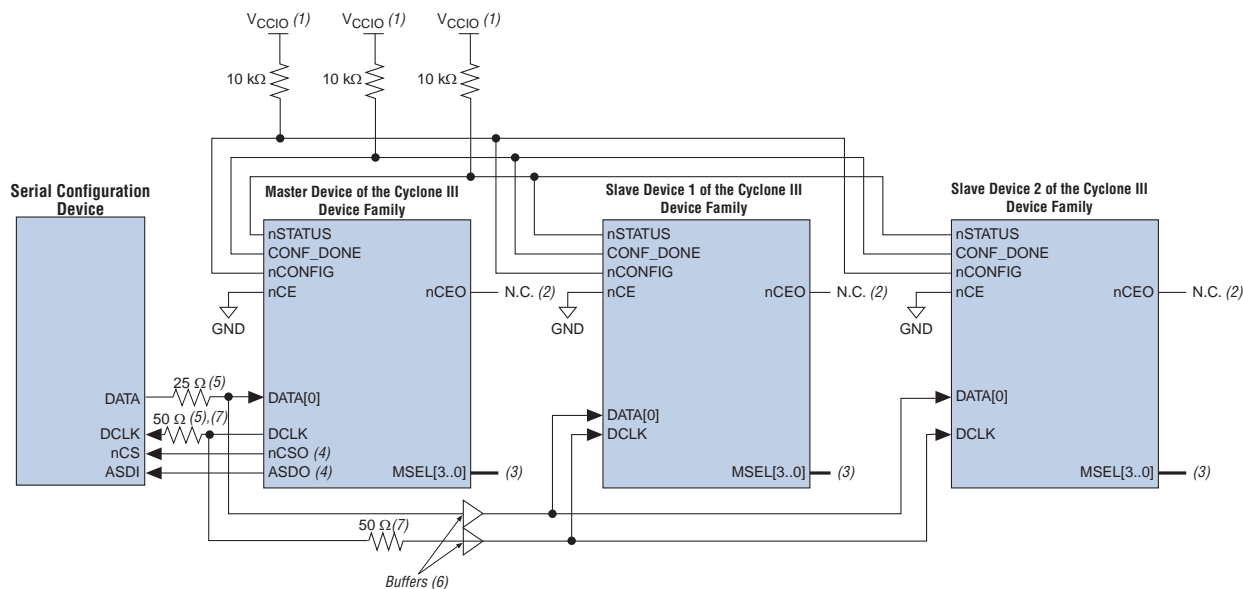 VCCIO (1) VCCIO (1) VCCIO (1)
10 kΩ 10 kΩ 10 kΩ
Serial Configuration
Device
Master Device of the Cyclone III
Device Family
Slave Device 1 of the Cyclone III
Device Family
Slave Device 2 of the Cyclone III
Device Family
nSTATUS
CONF_DONE
nCONFIG
nCE
nCEO
N.C. (2)
GND
nSTATUS
CONF_DONE
nCONFIG
nCE
nCEO
N.C. (2)
GND
nSTATUS
CONF_DONE
nCONFIG
nCE
nCEO
N.C. (2)
GND
DATA
25 Ω (5)
DATA[0]
DCLK
50 Ω (5),(7)
DCLK
nCS
nCSO (4)
ASDI
ASDO (4)
MSEL[3..0]
(3)
DATA[0]
DCLK
MSEL[3..0]
(3)
DATA[0]
DCLK
MSEL[3..0]
(3)
50 Ω(7)
Buffers (6)